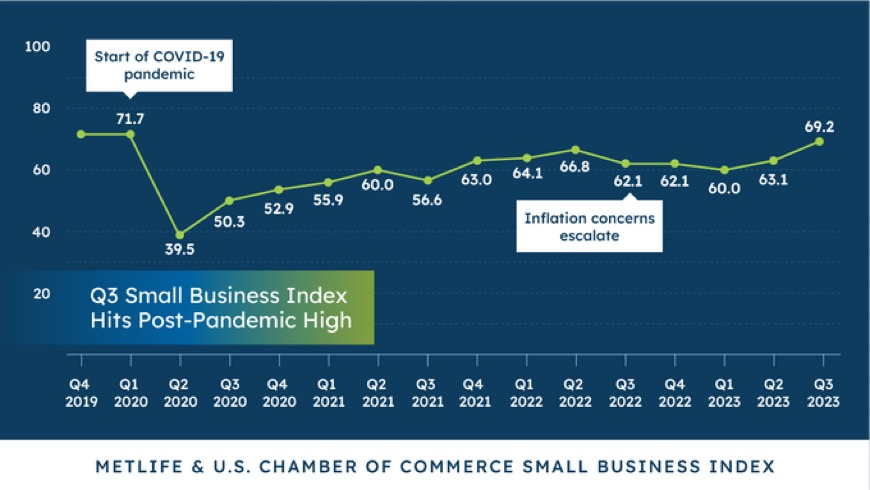 100
Start of COVID-19
pandemic
80
71.7
69.2
60
39.5
50.3
52.9
55.9
60.0
56.6
63.0
64.1
66.8
62.1
62.1
60.0
63.1
Inflation concerns
escalate
40
20
Q3 Small Business Index
Hits Post-Pandemic High
Q4 Q1 Q2 Q3 Q4 Q1 Q2 Q3 Q4 Q1 Q2 Q3 Q4 Q1 Q2 Q3
2019 2020 2020 2020 2020 2021 2021 2021 2021 2022 2022 2022 2022 2023 2023 2023
METLIFE & U.S. CHAMBER OF COMMERCE SMALL BUSINESS INDEX